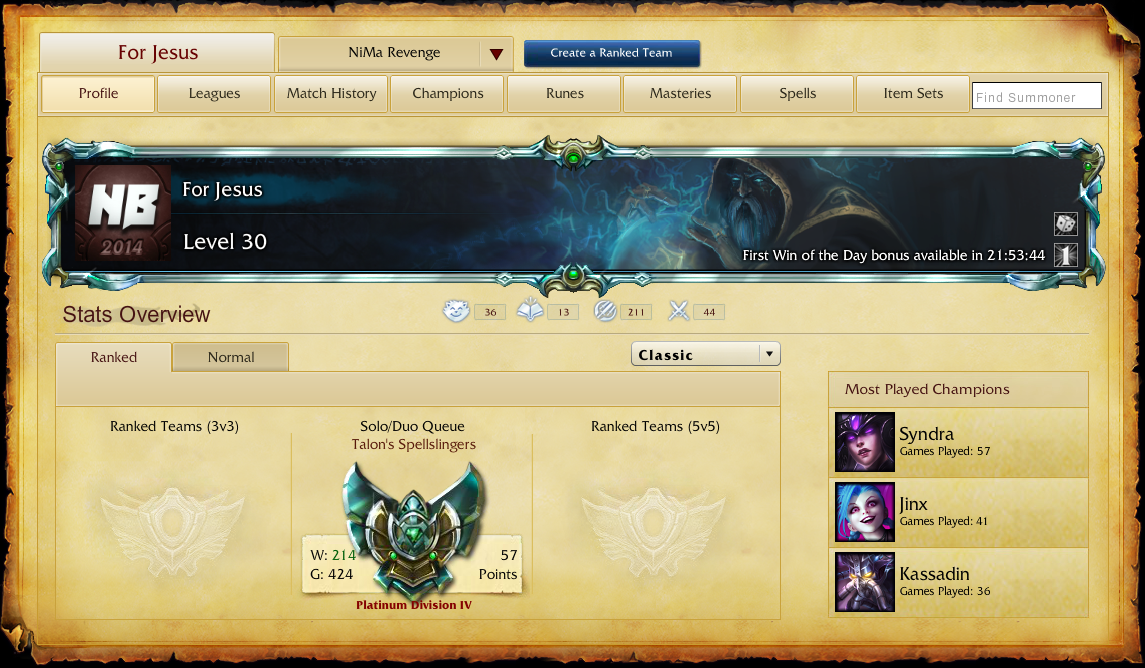 For Jesus
NiMa Revenge
Create a Ranked Team
Profile
Leagues
Match History
Champions
Runes
Masteries
Spells
Item Sets
Find Summoner
NB
2014
For Jesus
Level 30
First Win of the Day bonus available in 21:53:44
1
Stats Overview
36
13
211
44
Ranked
Normal
Classic
Ranked Teams (3v3)
Solo/Duo Queue
Talon's Spellslingers
Ranked Teams (5v5)
W: 214
G: 424
57
Points
Platinum Division IV
Most Played Champions
Syndra
Games Played: 57
Jinx
Games Played: 41
Kassadin
Games Played: 36